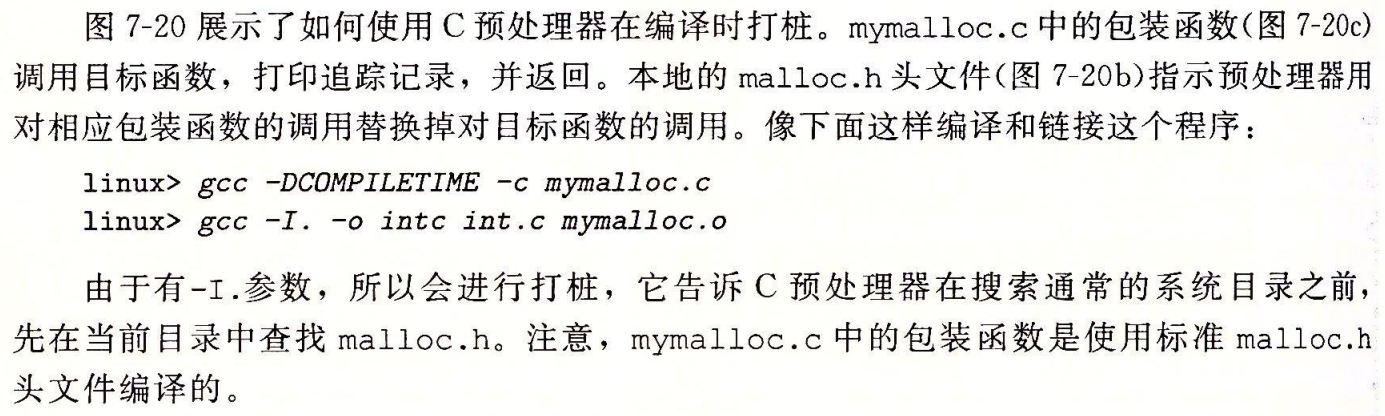 图 7-20 展示了如何使用 C 预处理器在编译时打桩。mymalloc.c 中的包装函数(图 7-20c)
调用目标函数，打印追踪记录，并返回。本地的 malloc.h 头文件(图 7-20b)指示预处理器用
对相应包装函数的调用替换掉对目标函数的调用。像下面这样编译和链接这个程序：
linux> gcc -DCOMPILETIME -c mymalloc.c
linux> gcc -I. -o intc int.c mymalloc.o
由于有-I.参数，所以会进行打桩，它告诉 C 预处理器在搜索通常的系统目录之前，
先在当前目录中查找 malloc.h。注意，mymalloc.c 中的包装函数是使用标准 malloc.h
头文件编译的。